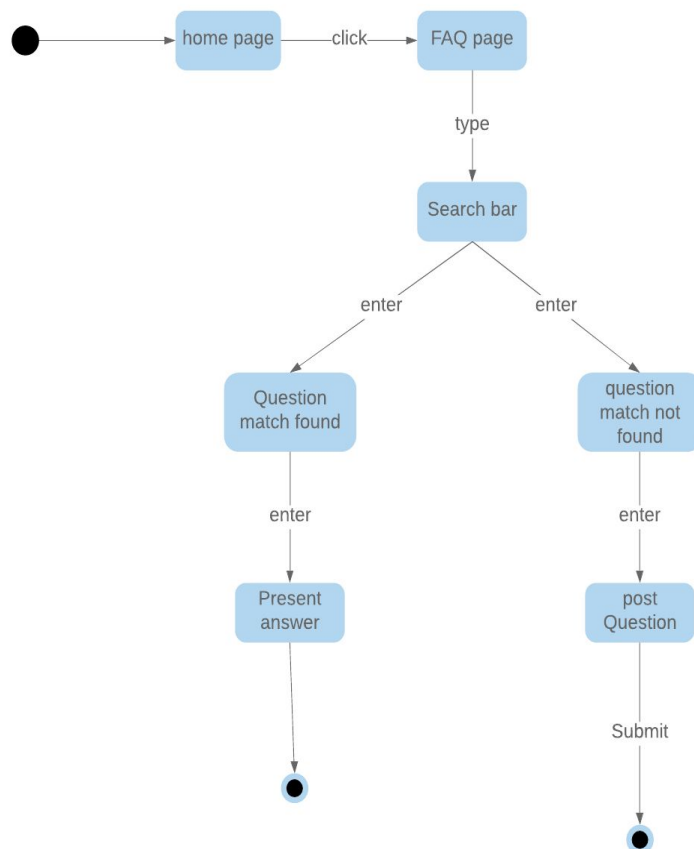 home page
click
FAQ page
type
Search bar
enter
enter
Question
match found
question
match not
found
enter
enter
Present
answer
post
Question
Submit